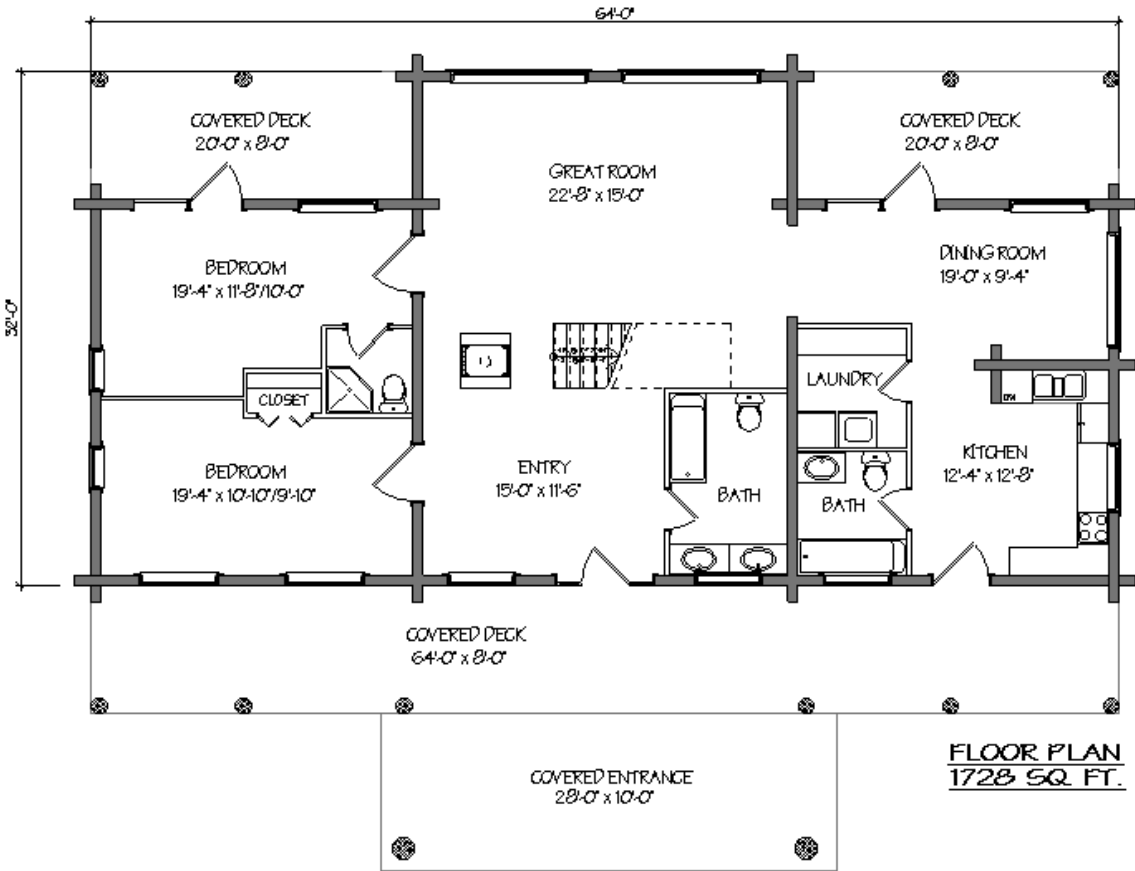 64'-0"
COVERED DECK
20'-0" x 8'-0"
COVERED DECK
20'-0" x 8'-0"
GREAT ROOM
22'-8" x 15'-0"
32'-0"
BEDROOM
19'-4" x 11'-8"/10'-0"
DINING ROOM
19'-0" x 9'-4"
LAUNDRY
CLOSET
DW
KITCHEN
12'-4" x 12'-8"
BEDROOM
19'-4" x 10'-10"/9'-10"
ENTRY
15'-0" x 11'-6"
BATH
BATH
COVERED DECK
64'-0" x 8'-0"
COVERED ENTRANCE
28'-0" x 10'-0"
FLOOR PLAN
1728 SQ. FT.